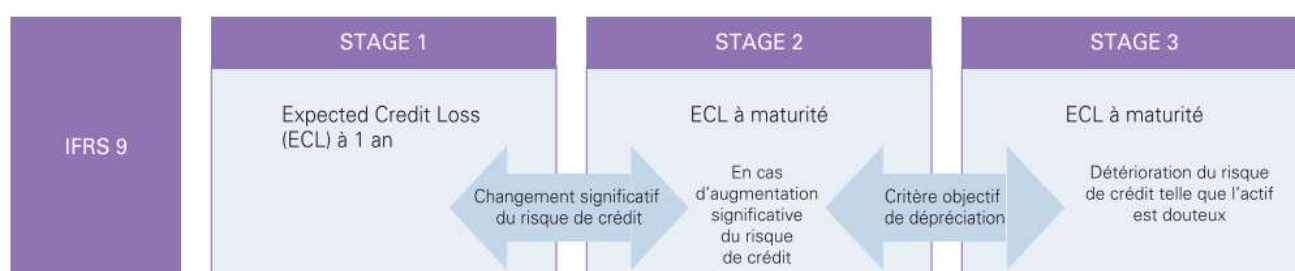 IFRS 9
STAGE 1
Expected Credit Loss
(ECL) à 1 an
Changement significatif
du risque de crédit
STAGE 2
ECL à maturité
En cas
d'augmentation
significative
du risque
de crédit
Critère objectif
de dépréciation
STAGE 3
ECL à maturité
Détérioration du risque
de crédit telle que l'actif
est douteux